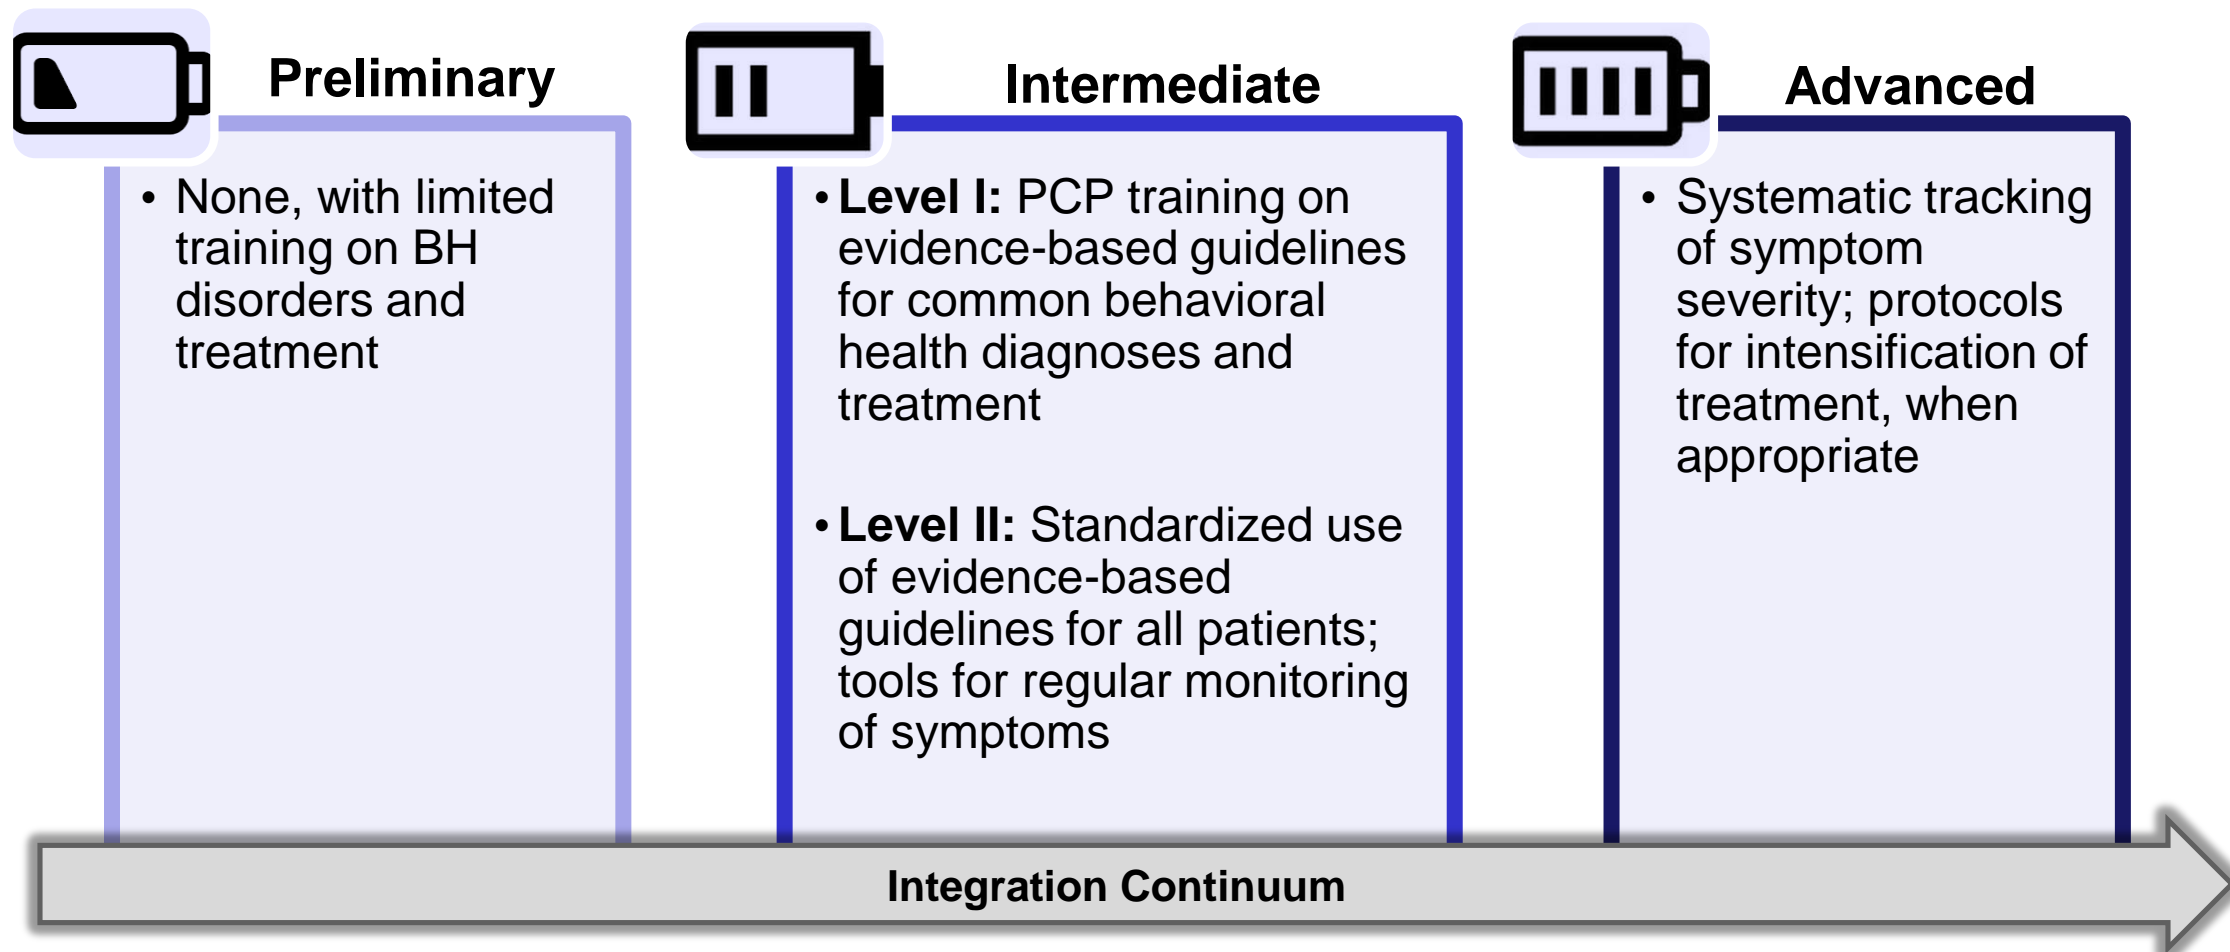 Preliminary
• None, with limited
training on BH
disorders and
treatment
Intermediate
• Level I: PCP training on
evidence-based guidelines
for common behavioral
health diagnoses and
treatment
• Level II: Standardized use
of evidence-based
guidelines for all patients;
tools for regular monitoring
of symptoms
Advanced
• Systematic tracking
of symptom
severity; protocols
for intensification of
treatment, when
appropriate
Integration Continuum